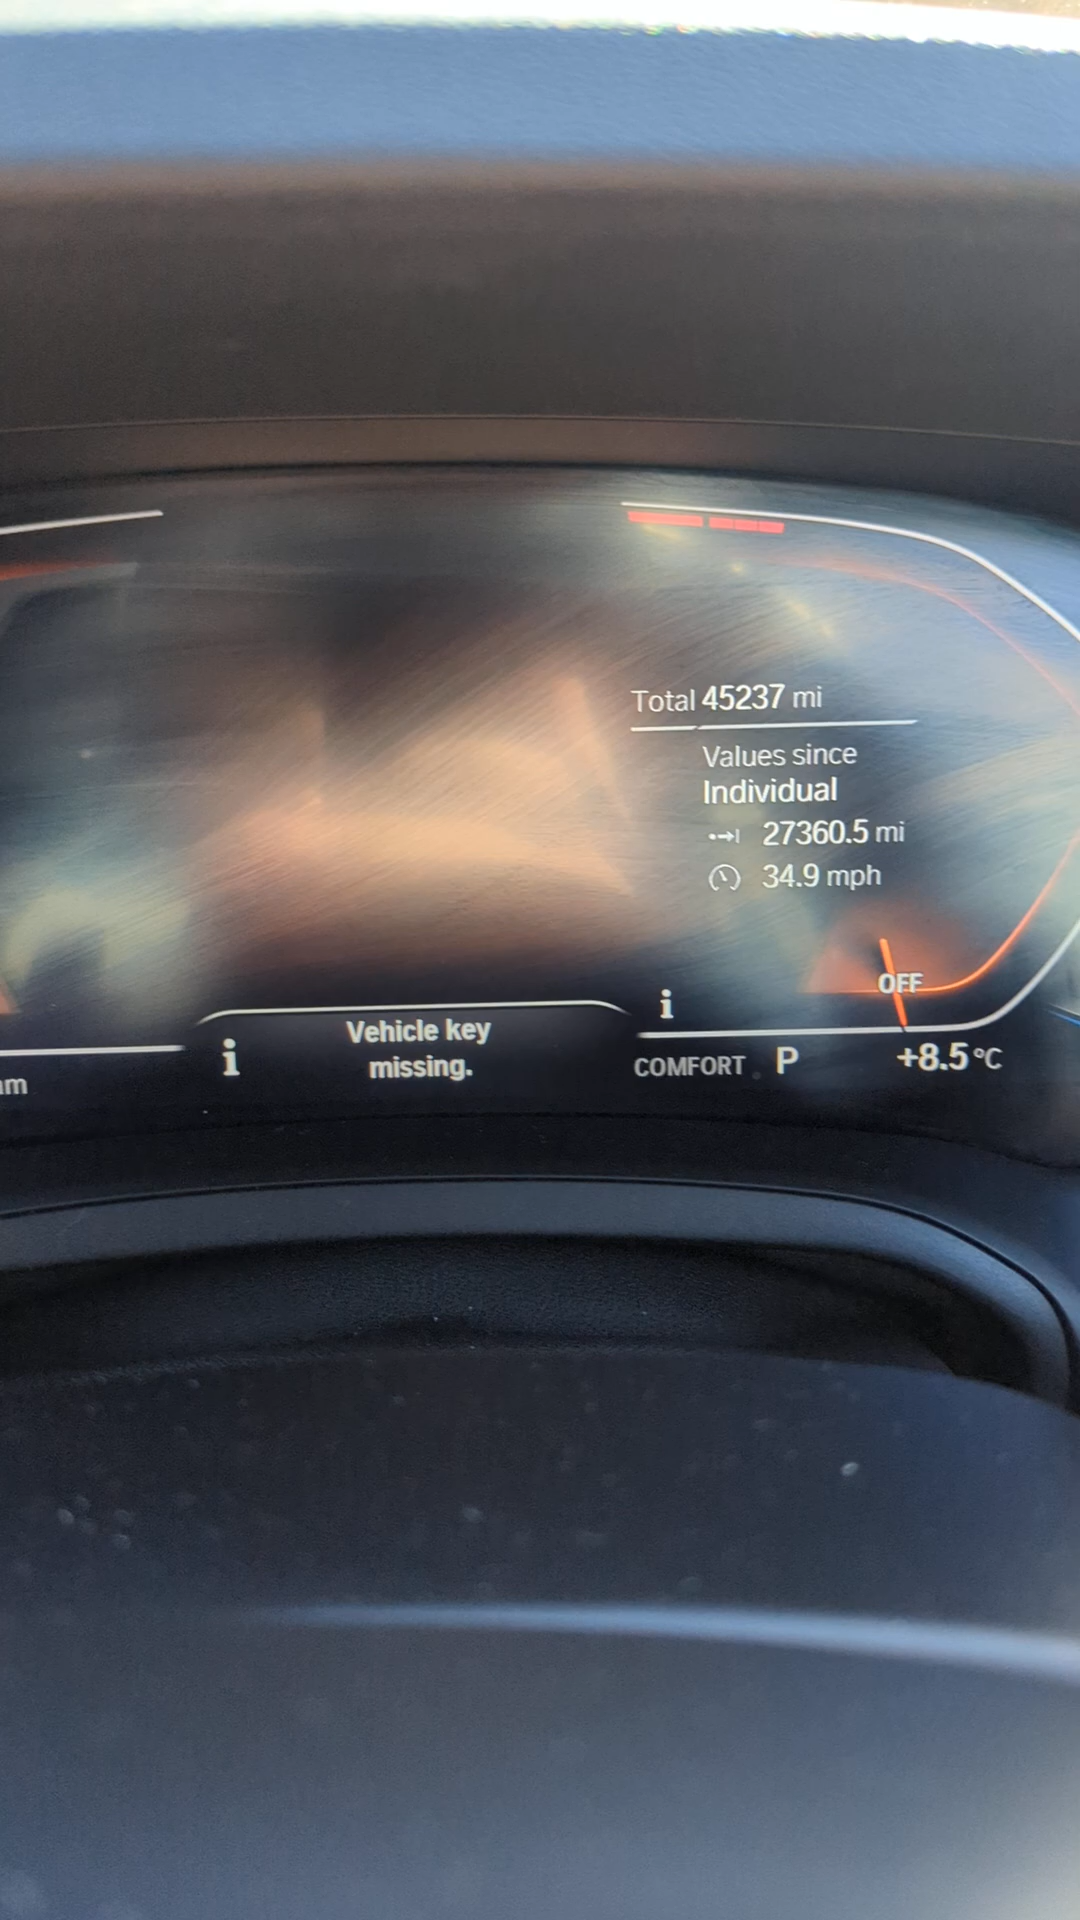 Total 45237 mi
Values since
Individual
27360.5 mi
34.9 mph
OFF
i
Vehicle key
missing.
i
COMFORT P +8.5 °C
am